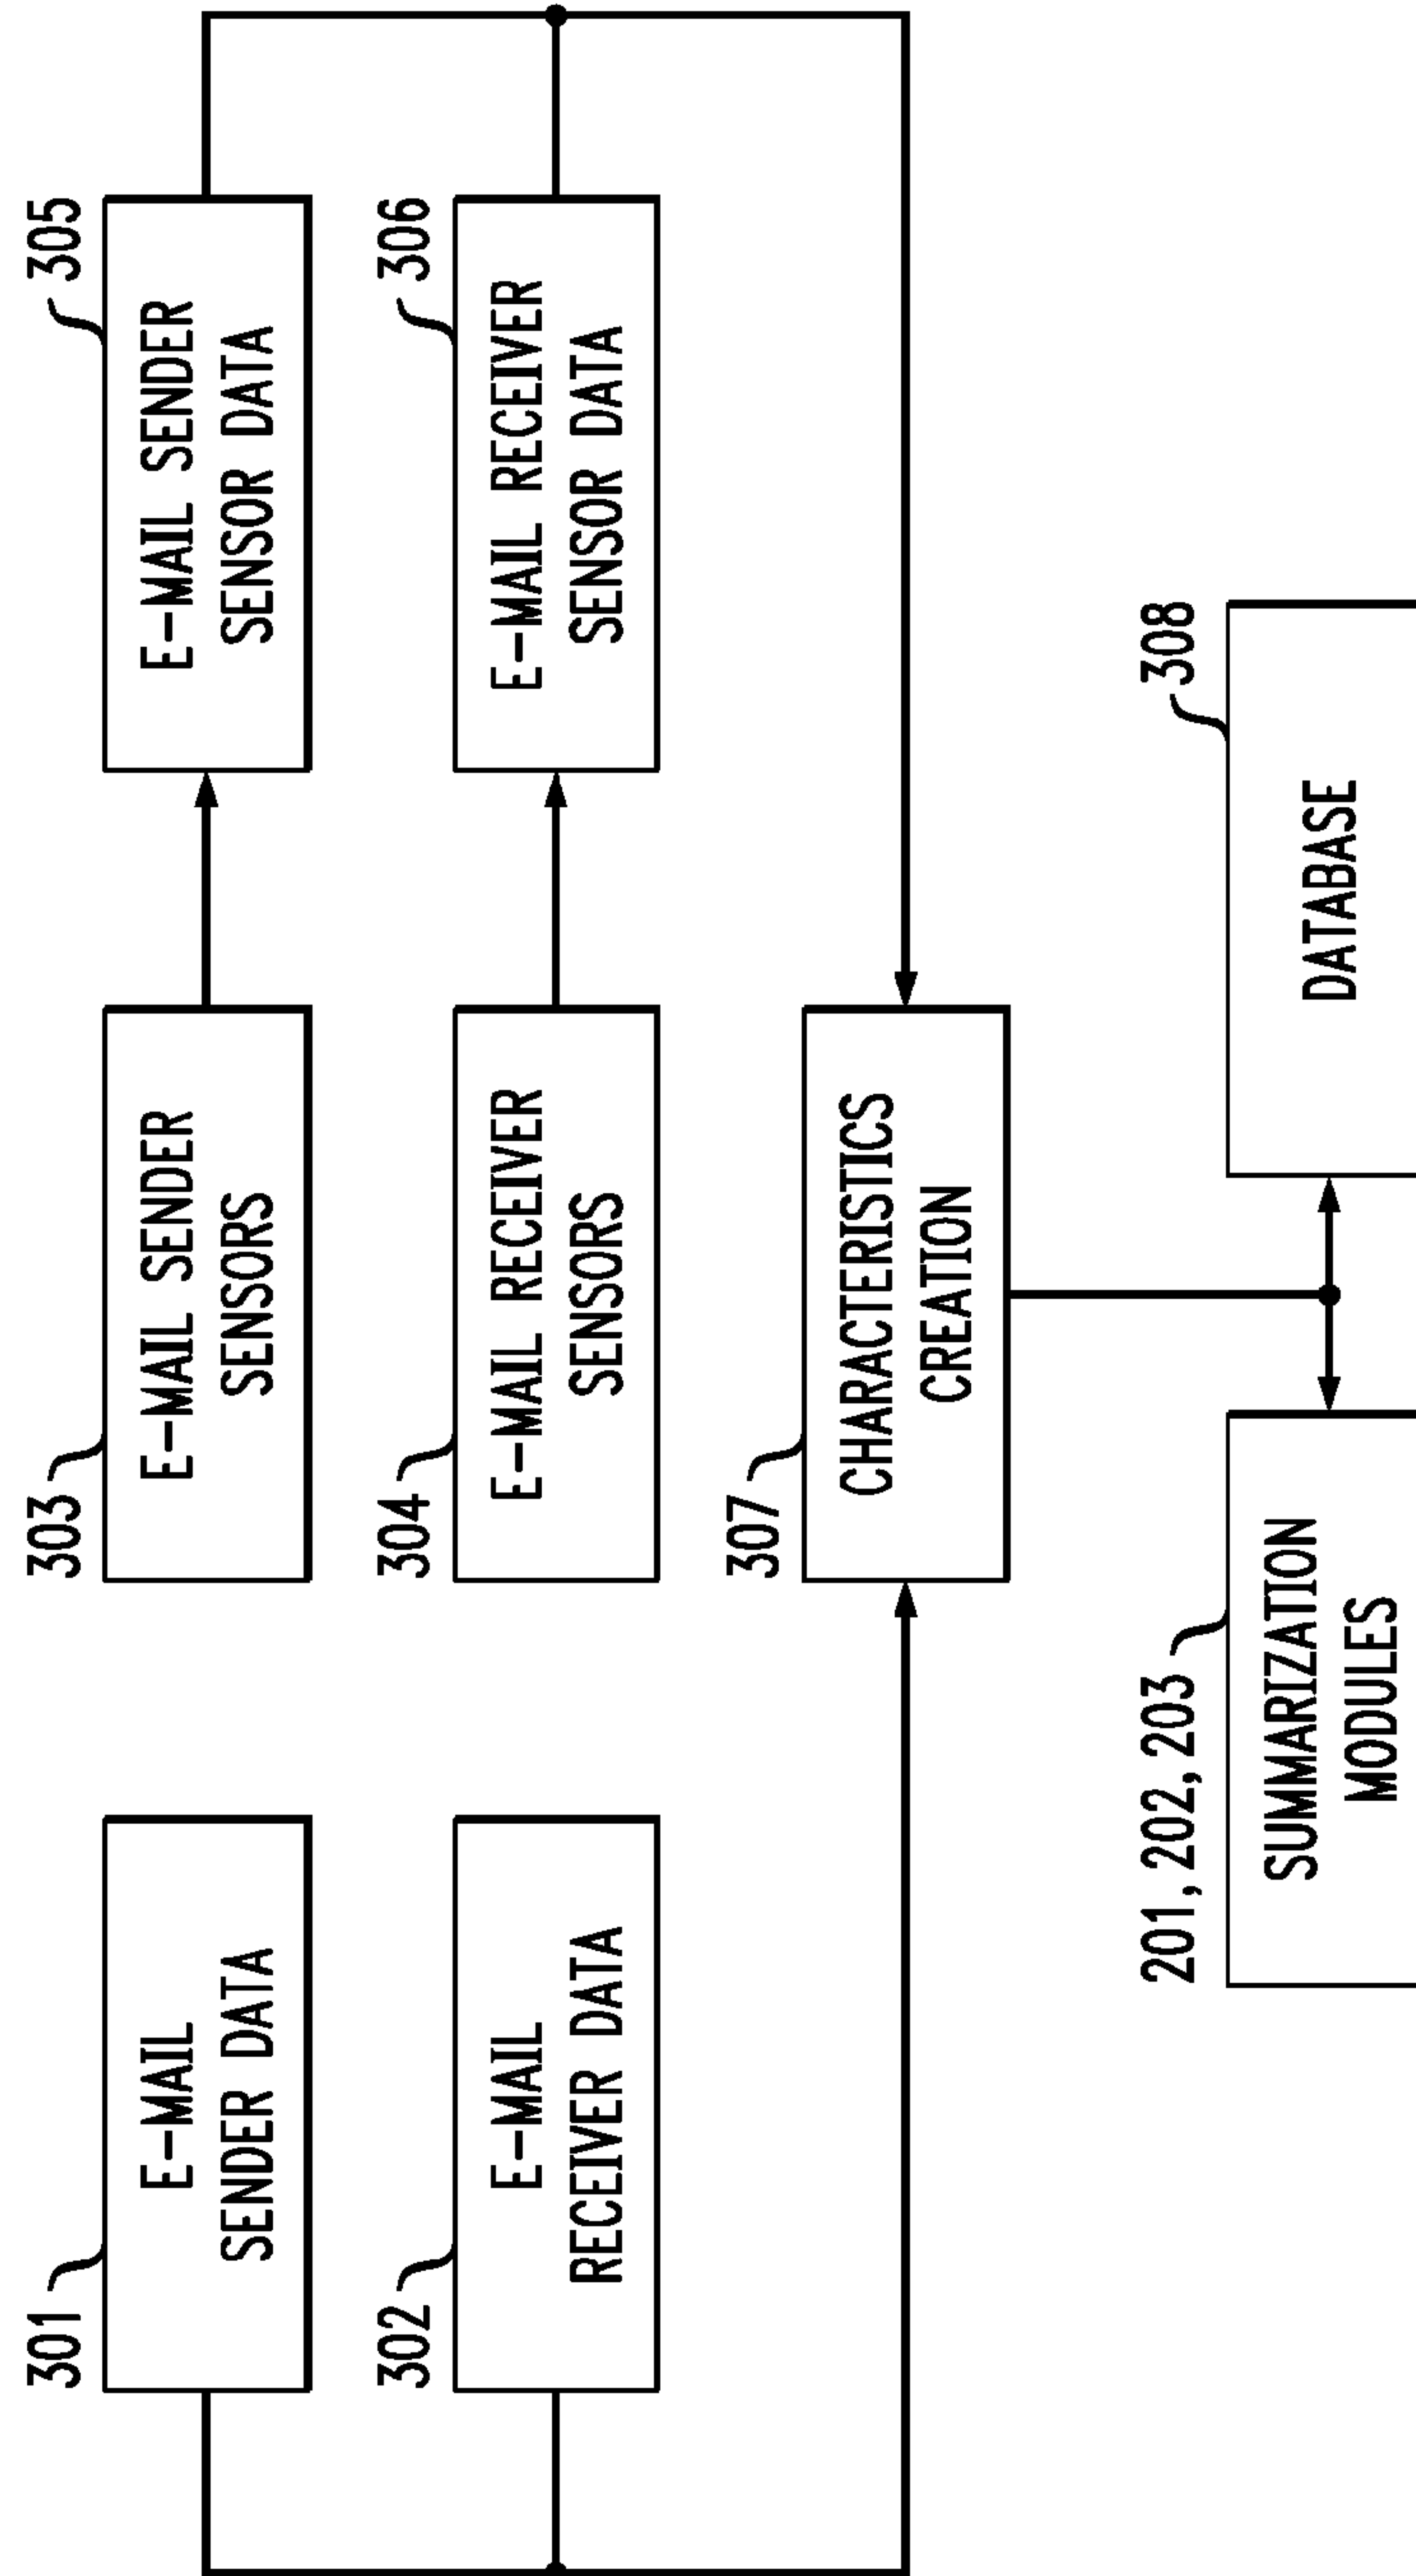 301
E-MAIL
SENDER DATA
303
E-MAIL SENDER
SENSORS
305
E-MAIL SENDER
SENSOR DATA
302
E-MAIL
RECEIVER DATA
304
E-MAIL RECEIVER
SENSORS
306
E-MAIL RECEIVER
SENSOR DATA
307
CHARACTERISTICS
CREATION
201, 202, 203
SUMMARIZATION
MODULES
308
DATABASE